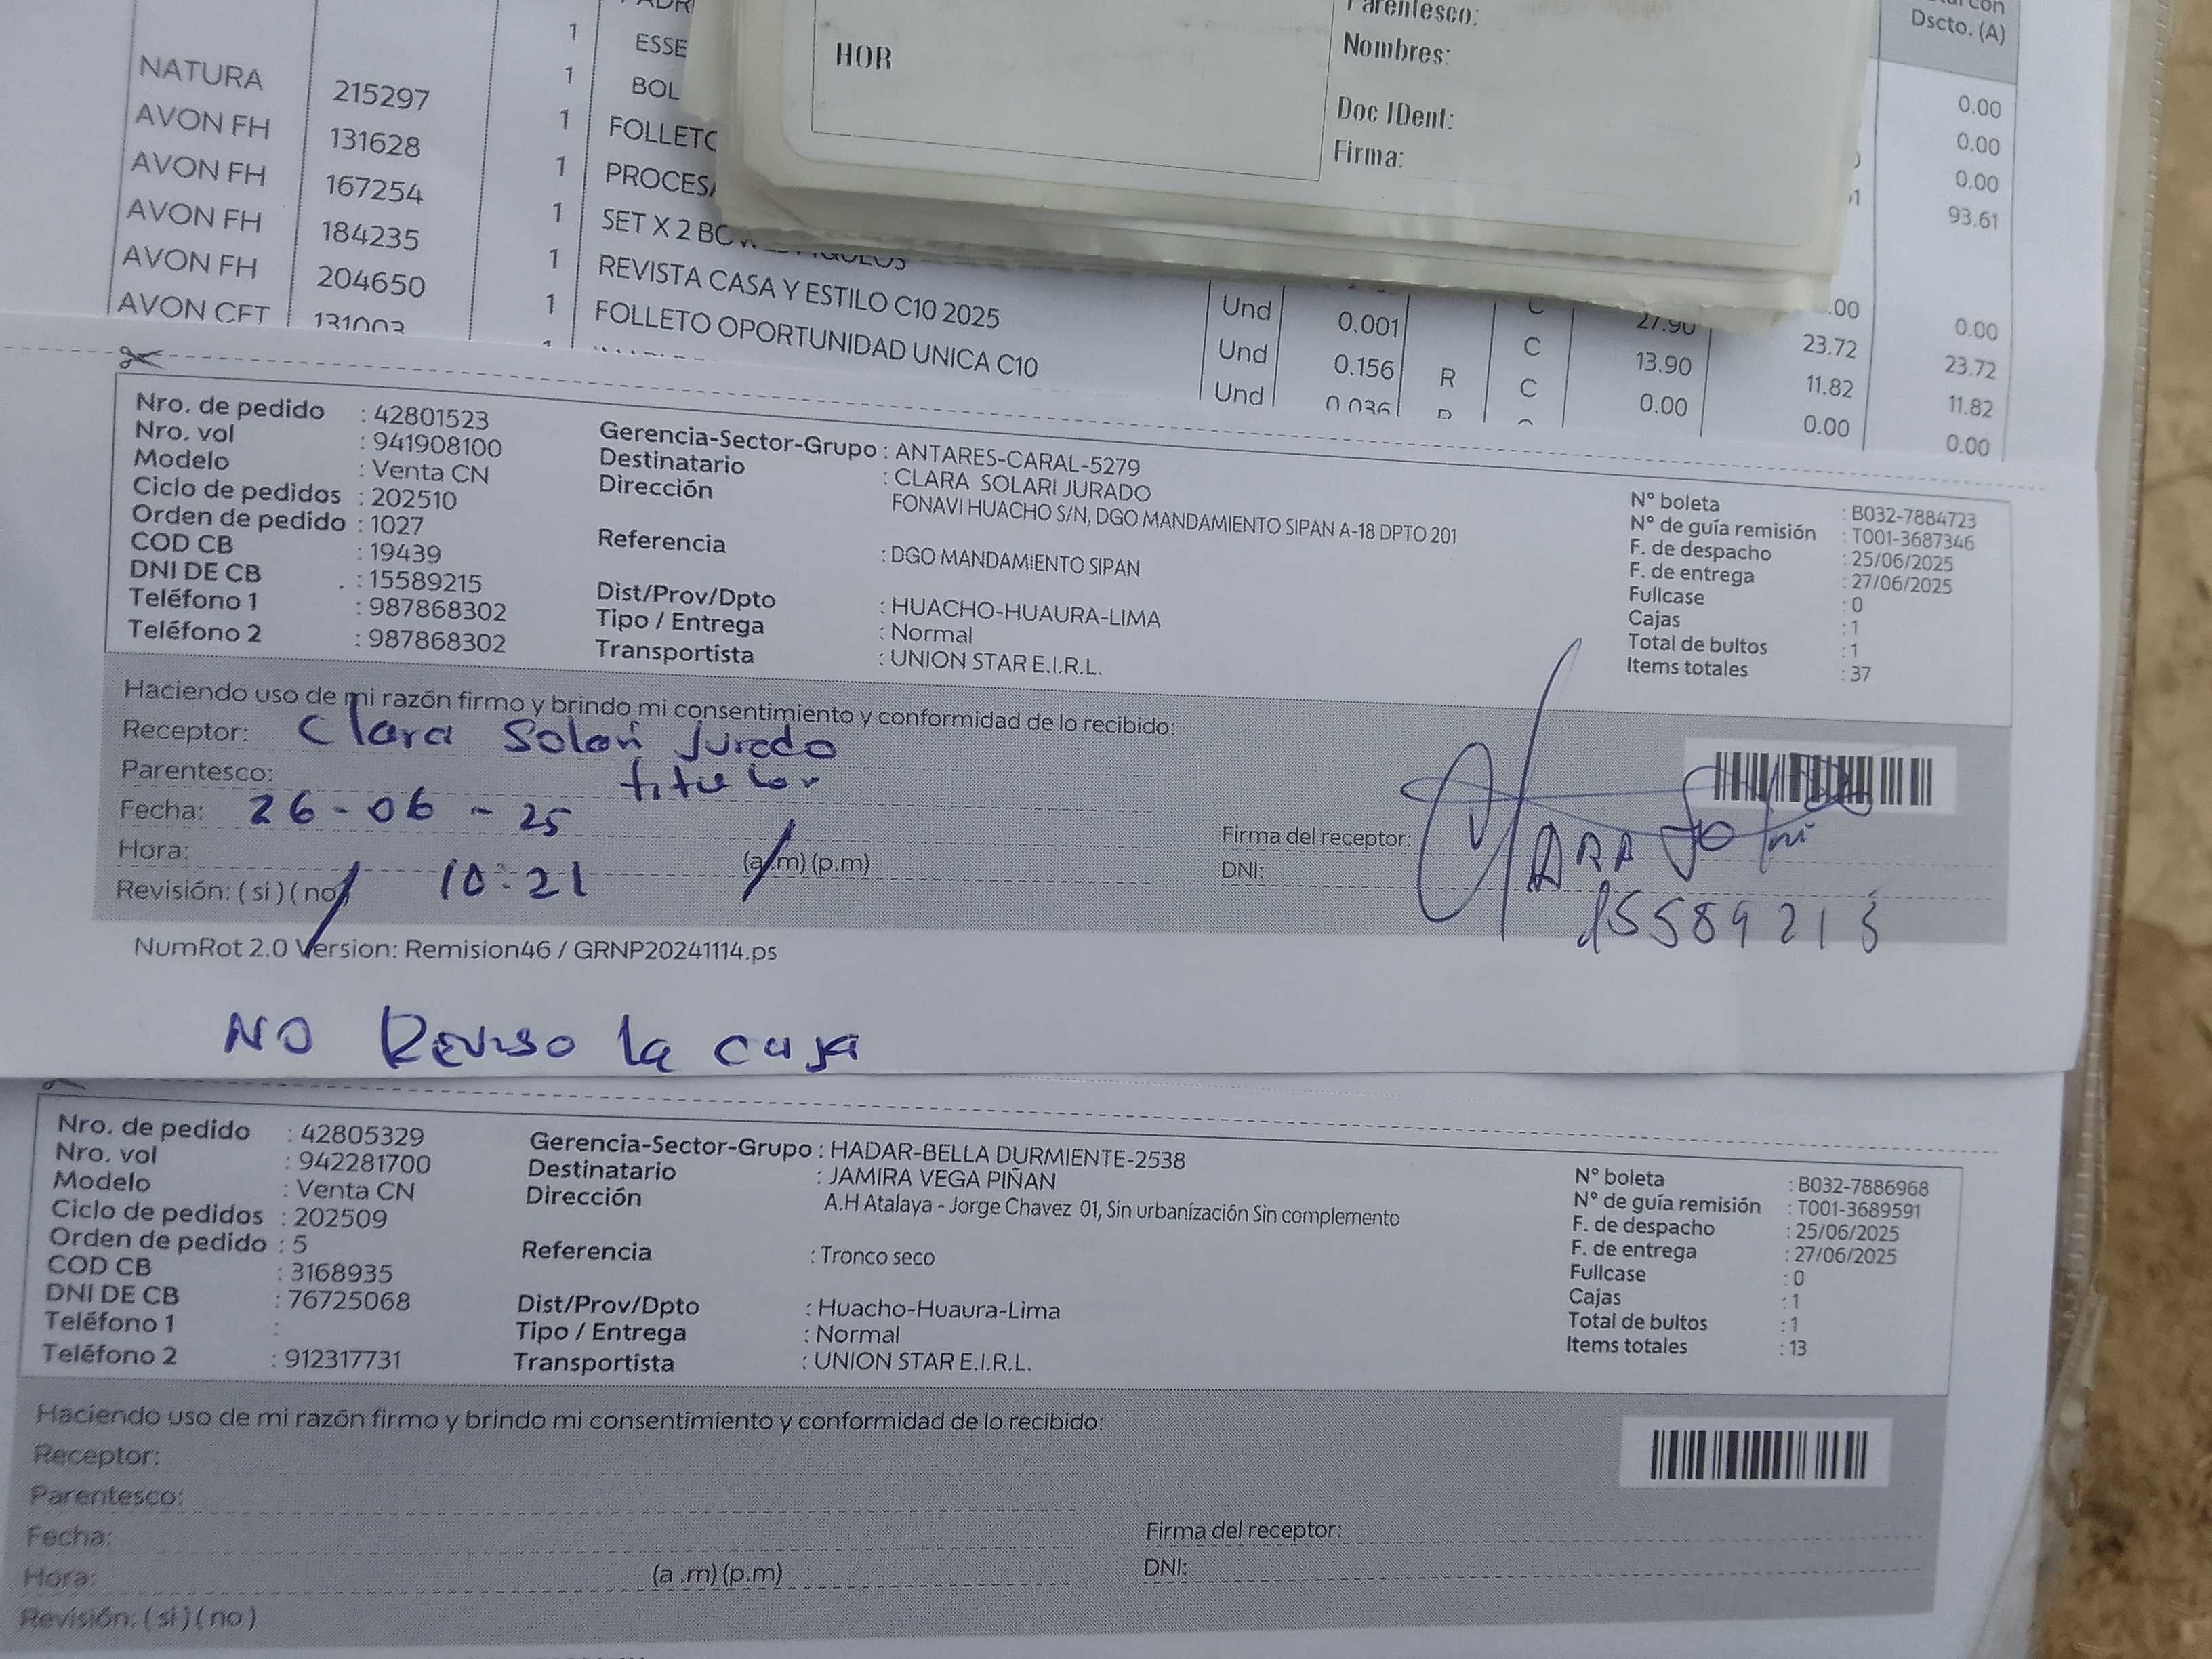 HOR
Parentesco:
Nombres:
Doc IDent:
Firma:
Dscto. (A)
1 ESSE
NATURA 215297 1 BOL 0.00
AVON FH 131628 1 FOLLETO 0.00
AVON FH 167254 1 PROCESA 0.00
AVON FH 184235 1 SET X 2 BOWLS 93.61
AVON FH 204650 1 REVISTA CASA Y ESTILO C10 2025 Und 0.001 C 27.90 0.00
AVON CFT 131003 1 FOLLETO OPORTUNIDAD UNICA C10 Und 0.156 R C 13.90 23.72 23.72
Und 0.036 0.00 11.82 11.82
0.00 0.00
Nro. de pedido : 42801523
Nro. vol : 941908100
Modelo : Venta CN
Ciclo de pedidos : 202510
Orden de pedido : 1027
COD CB : 19439
DNI DE CB : 15589215
Teléfono 1 : 987868302
Teléfono 2 : 987868302
Gerencia-Sector-Grupo : ANTARES-CARAL-5279
Destinatario : CLARA SOLARI JURADO
Dirección FONAVI HUACHO S/N, DGO MANDAMIENTO SIPAN A-18 DPTO 201
Referencia : DGO MANDAMIENTO SIPAN
Dist/Prov/Dpto : HUACHO-HUAURA-LIMA
Tipo / Entrega : Normal
Transportista : UNION STAR E.I.R.L.
N° boleta : B032-7884723
N° de guía remisión : T001-3687346
F. de despacho : 25/06/2025
F. de entrega : 27/06/2025
Fullcase : 0
Cajas : 1
Total de bultos : 1
Items totales : 37
Haciendo uso de mi razón firmo y brindo mi consentimiento y conformidad de lo recibido:
Receptor: Clara Solari Jurado
Parentesco: titular
Fecha: 26-06-25
Hora: 10:21 (a.m) (p.m)
Revisión: ( si ) ( no )
Firma del receptor: CLARA Solari
DNI: 15589215
NumRot 2.0 Version: Remision46 / GRNP20241114.ps
NO Reviso la caja
Nro. de pedido : 42805329
Nro. vol : 942281700
Modelo : Venta CN
Ciclo de pedidos : 202509
Orden de pedido : 5
COD CB : 3168935
DNI DE CB : 76725068
Teléfono 1 :
Teléfono 2 : 912317731
Gerencia-Sector-Grupo : HADAR-BELLA DURMIENTE-2538
Destinatario : JAMIRA VEGA PIÑAN
Dirección A.H Atalaya - Jorge Chavez 01, Sin urbanización Sin complemento
Referencia : Tronco seco
Dist/Prov/Dpto : Huacho-Huaura-Lima
Tipo / Entrega : Normal
Transportista : UNION STAR E.I.R.L.
N° boleta : B032-7886968
N° de guía remisión : T001-3689591
F. de despacho : 25/06/2025
F. de entrega : 27/06/2025
Fullcase : 0
Cajas : 1
Total de bultos : 1
Items totales : 13
Haciendo uso de mi razón firmo y brindo mi consentimiento y conformidad de lo recibido:
Receptor:
Parentesco:
Fecha:
Hora: (a .m) (p.m)
Revisión: ( si ) ( no )
Firma del receptor:
DNI: